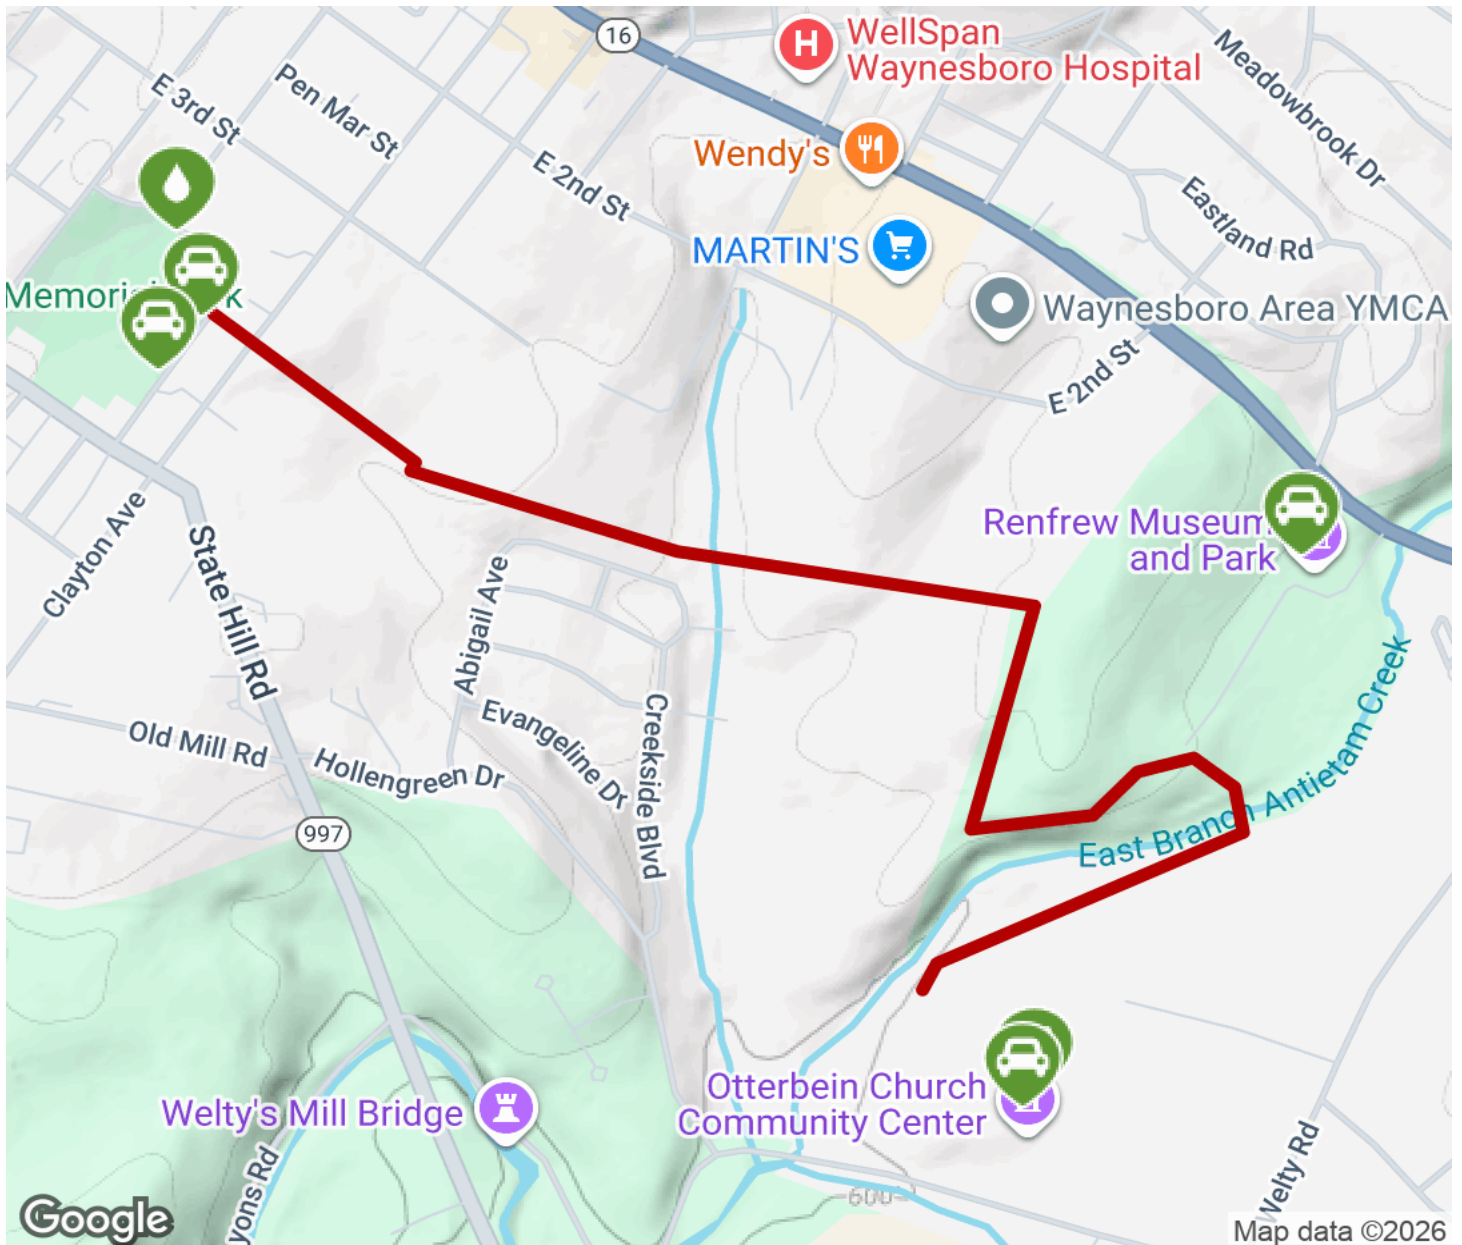 16
WellSpan
Waynesboro Hospital
Meadowbrook Dr
Pen Mar St
E 3rd St
Wendy's
E 2nd St
Eastland Rd
MARTIN'S
Waynesboro Area YMCA
E 2nd St
Clayton Ave
Renfrew Museum
and Park
State Hill Rd
Abigail Ave
Evangeline Dr
Creekside Blvd
Old Mill Rd
Hollengreen Dr
997
East Branch Antietam Creek
Otterbein Church
Community Center
Welty's Mill Bridge
Welty Rd
600
Google
Map data ©2026